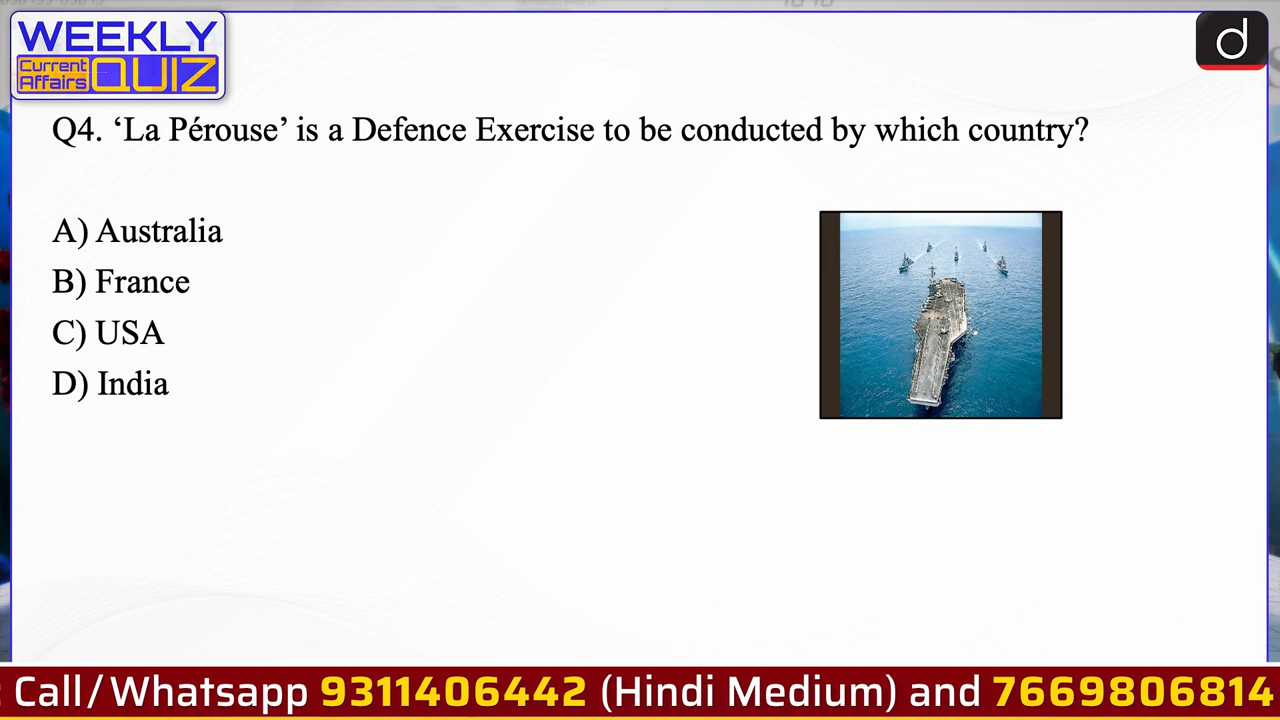 WEEKLY
Current
Affairs
QUIZ
d
Q4. ‘La Pérouse’ is a Defence Exercise to be conducted by which country?
A) Australia
B) France
C) USA
D) India
: Call/Whatsapp 9311406442 (Hindi Medium) and 7669806814